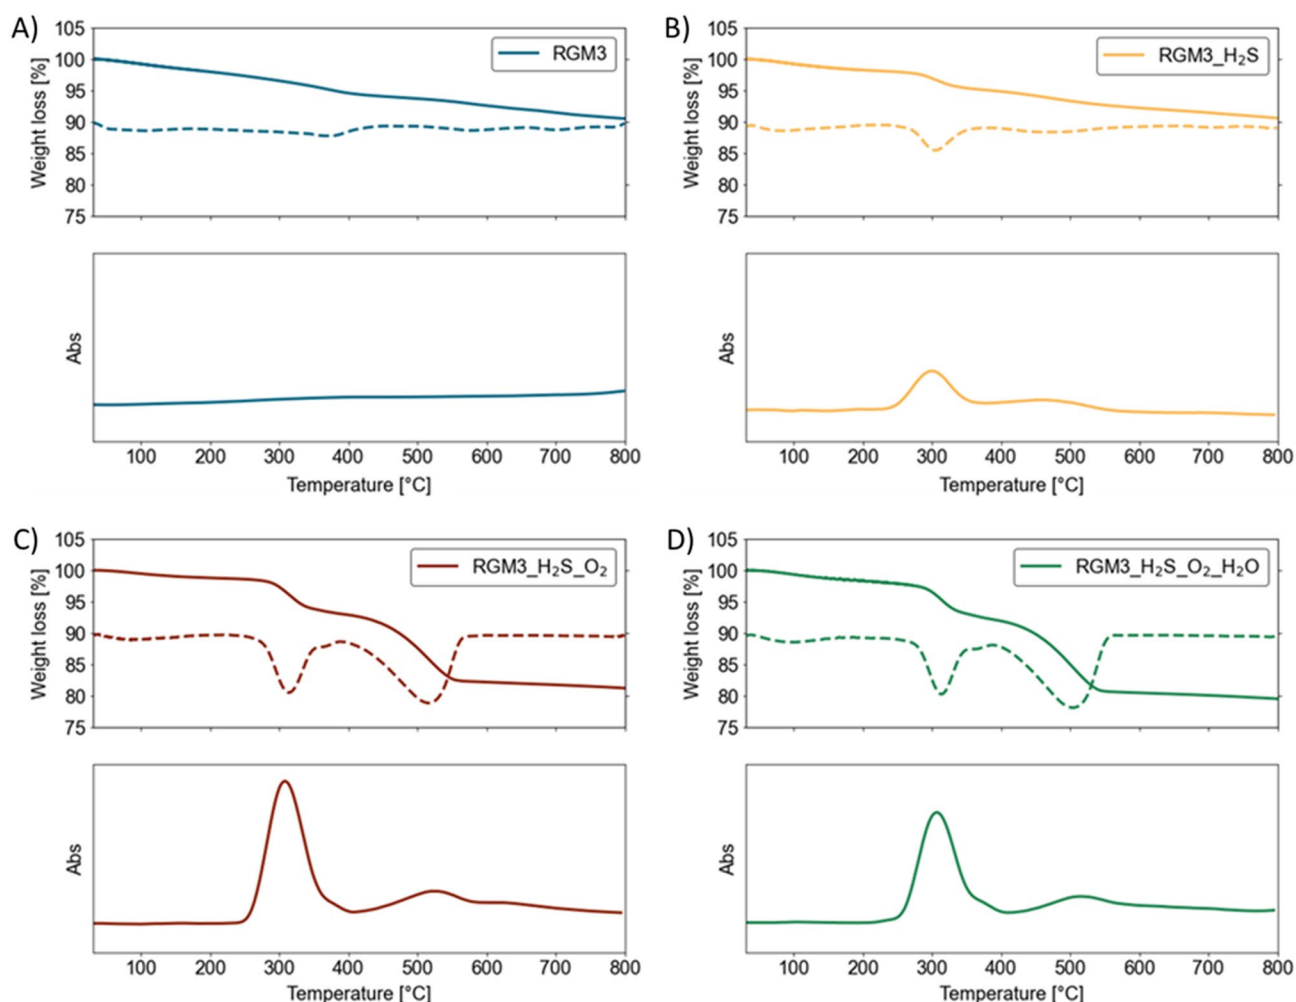 A)
RGM3
Weight loss [%]
105
100
95
90
85
80
75
Abs
100 200 300 400 500 600 700 800
Temperature [°C]
B)
RGM3_H₂S
Weight loss [%]
105
100
95
90
85
80
75
Abs
100 200 300 400 500 600 700 800
Temperature [°C]
C)
RGM3_H₂S_O₂
Weight loss [%]
105
100
95
90
85
80
75
Abs
100 200 300 400 500 600 700 800
Temperature [°C]
D)
RGM3_H₂S_O₂_H₂O
Weight loss [%]
105
100
95
90
85
80
75
Abs
100 200 300 400 500 600 700 800
Temperature [°C]